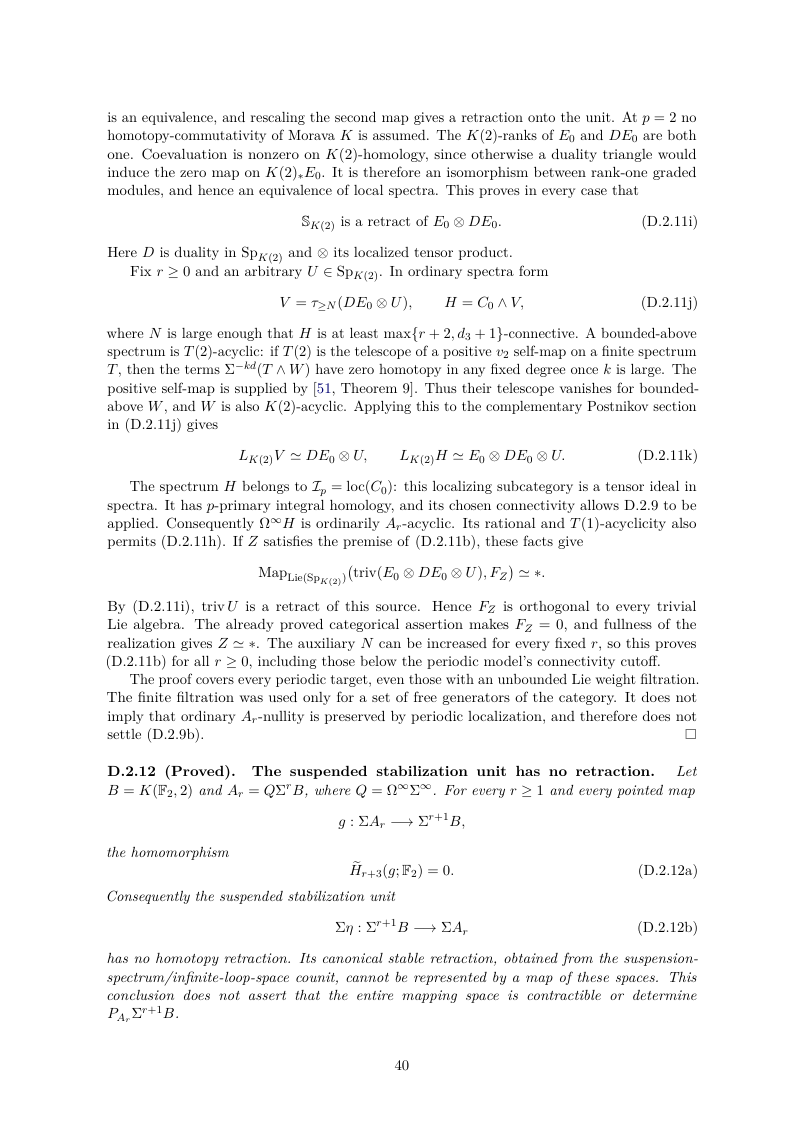 is an equivalence, and rescaling the second map gives a retraction onto the unit. At p = 2 no
homotopy-commutativity of Morava K is assumed. The K(2)-ranks of E₀ and DE₀ are both
one. Coevaluation is nonzero on K(2)-homology, since otherwise a duality triangle would
induce the zero map on K(2)₍*₎E₀. It is therefore an isomorphism between rank-one graded
modules, and hence an equivalence of local spectra. This proves in every case that
𝕊_{K(2)} is a retract of E₀ ⊗ DE₀. (D.2.11i)
Here D is duality in Sp_{K(2)} and ⊗ its localized tensor product.
Fix r ≥ 0 and an arbitrary U ∈ Sp_{K(2)}. In ordinary spectra form
V = τ_{≥N}(DE₀ ⊗ U), H = C₀ ∧ V, (D.2.11j)
where N is large enough that H is at least max{r + 2, d₃ + 1}-connective. A bounded-above
spectrum is T(2)-acyclic: if T(2) is the telescope of a positive v₂ self-map on a finite spectrum
T, then the terms Σ^{−kd}(T ∧ W) have zero homotopy in any fixed degree once k is large. The
positive self-map is supplied by [51, Theorem 9]. Thus their telescope vanishes for bounded-
above W, and W is also K(2)-acyclic. Applying this to the complementary Postnikov section
in (D.2.11j) gives
L_{K(2)}V ≃ DE₀ ⊗ U, L_{K(2)}H ≃ E₀ ⊗ DE₀ ⊗ U. (D.2.11k)
The spectrum H belongs to 𝓘_p = loc(C₀): this localizing subcategory is a tensor ideal in
spectra. It has p-primary integral homology, and its chosen connectivity allows D.2.9 to be
applied. Consequently Ω^∞H is ordinarily A_r-acyclic. Its rational and T(1)-acyclicity also
permits (D.2.11h). If Z satisfies the premise of (D.2.11b), these facts give
Map_{Lie(Sp_{K(2)})}(triv(E₀ ⊗ DE₀ ⊗ U), F_Z) ≃ *.
By (D.2.11i), triv U is a retract of this source. Hence F_Z is orthogonal to every trivial
Lie algebra. The already proved categorical assertion makes F_Z = 0, and fullness of the
realization gives Z ≃ *. The auxiliary N can be increased for every fixed r, so this proves
(D.2.11b) for all r ≥ 0, including those below the periodic model's connectivity cutoff.
The proof covers every periodic target, even those with an unbounded Lie weight filtration.
The finite filtration was used only for a set of free generators of the category. It does not
imply that ordinary A_r-nullity is preserved by periodic localization, and therefore does not
settle (D.2.9b). □
D.2.12 (Proved). The suspended stabilization unit has no retraction. Let
B = K(𝔽₂, 2) and A_r = QΣ^rB, where Q = Ω^∞Σ^∞. For every r ≥ 1 and every pointed map
g : ΣA_r ⟶ Σ^{r+1}B,
the homomorphism
H̃_{r+3}(g; 𝔽₂) = 0. (D.2.12a)
Consequently the suspended stabilization unit
Ση : Σ^{r+1}B ⟶ ΣA_r (D.2.12b)
has no homotopy retraction. Its canonical stable retraction, obtained from the suspension-
spectrum/infinite-loop-space counit, cannot be represented by a map of these spaces. This
conclusion does not assert that the entire mapping space is contractible or determine
P_{A_r}Σ^{r+1}B.
40